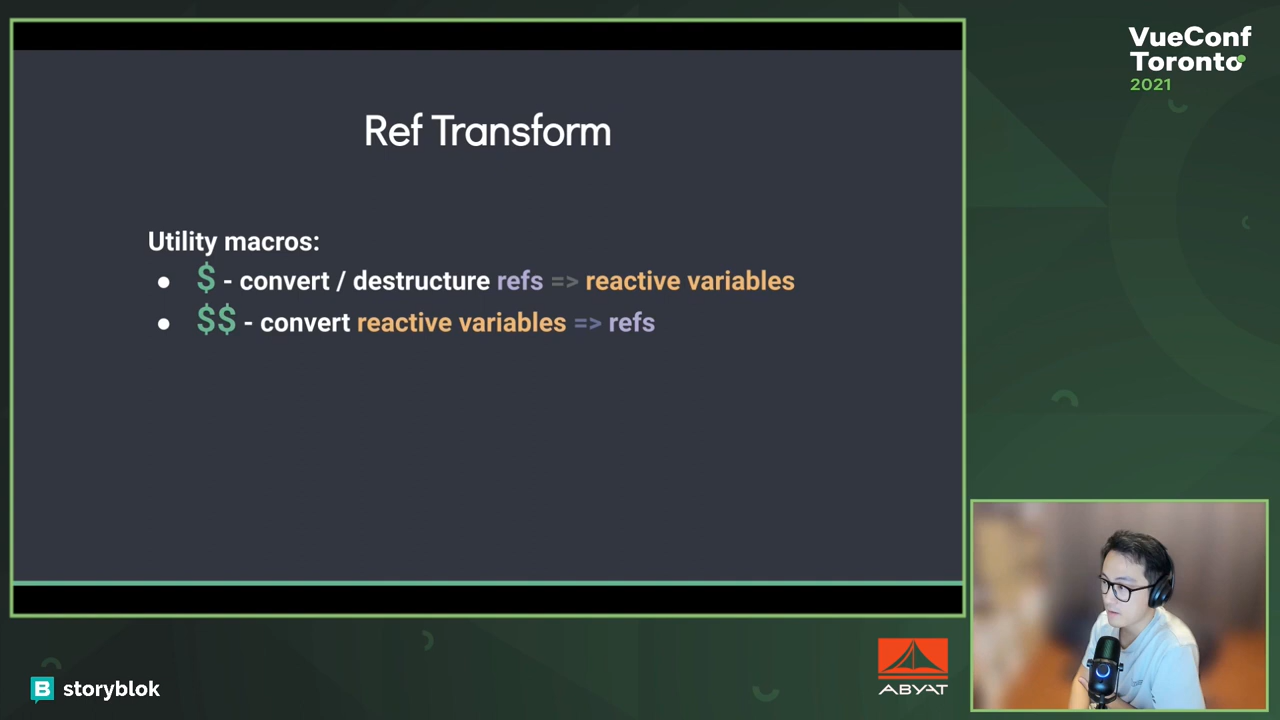 VueConf
Toronto
2021
Ref Transform
Utility macros:
● $ - convert / destructure refs => reactive variables
● $$ - convert reactive variables => refs
B storyblok
ABYAT